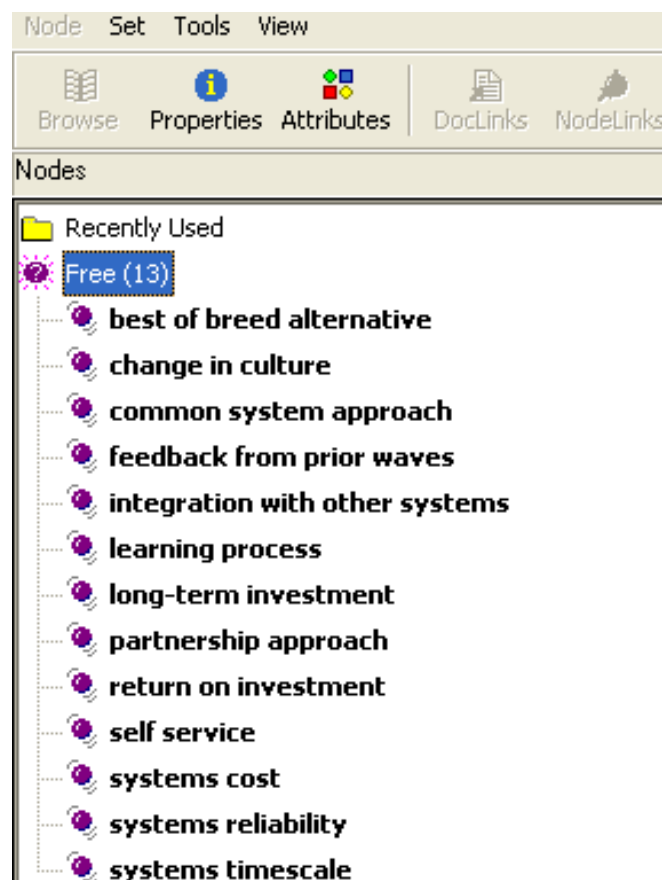 Node Set Tools View
Browse Properties Attributes DocLinks NodeLinks
Nodes
Recently Used
Free (13)
best of breed alternative
change in culture
common system approach
feedback from prior waves
integration with other systems
learning process
long-term investment
partnership approach
return on investment
self service
systems cost
systems reliability
systems timescale